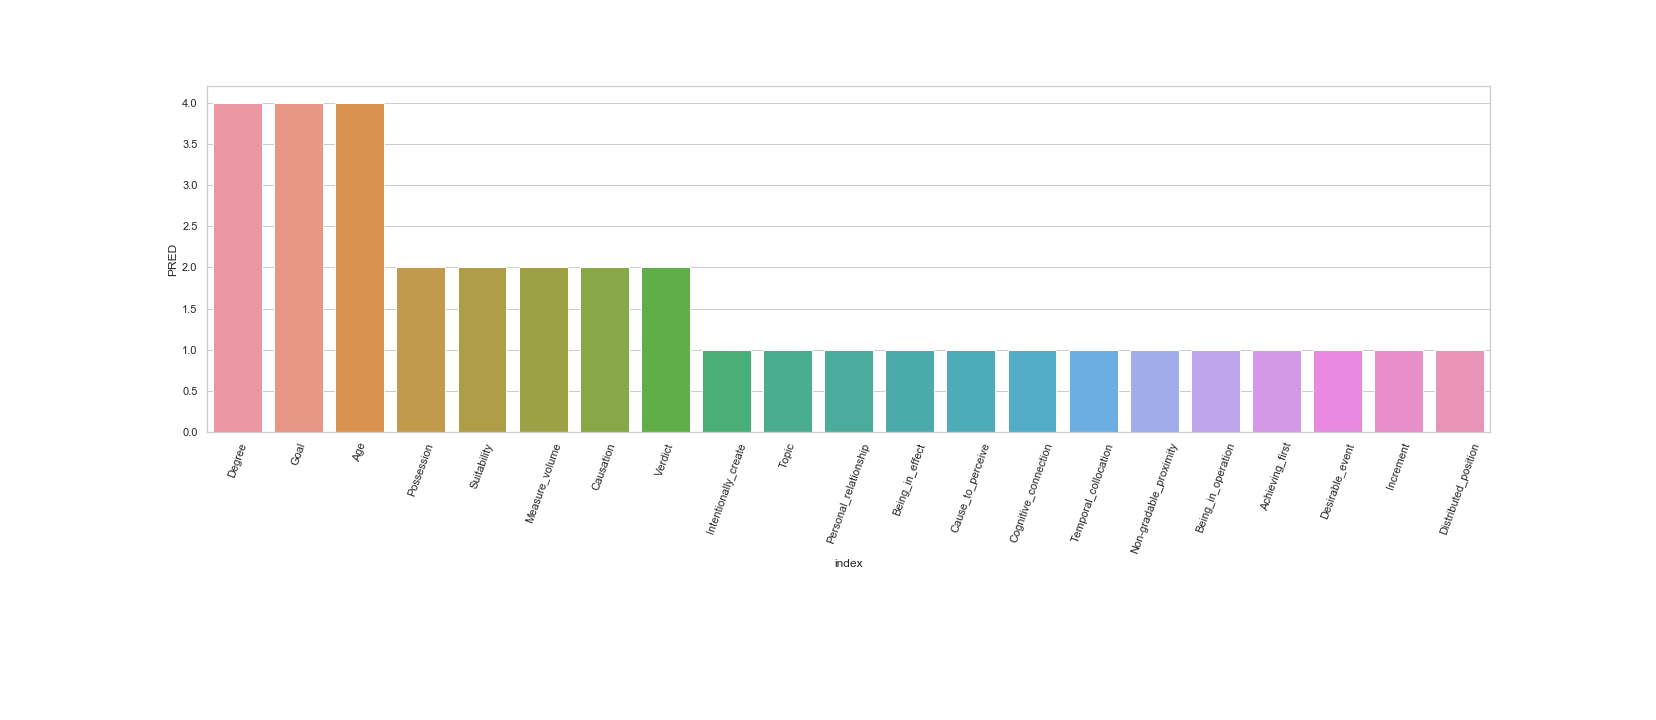 4.0
3.5
3.0
2.5
2.0
1.5
1.0
0.5
0.0
PRED
Degree
Goal
Age
Possession
Suitability
Measure_volume
Causation
Verdict
Intentionally_create
Topic
Personal_relationship
Being_in_effect
Cause_to_perceive
Cognitive_connection
Temporal_collocation
Non-gradable_proximity
Being_in_operation
Achieving_first
Desirable_event
Increment
Distributed_position
index